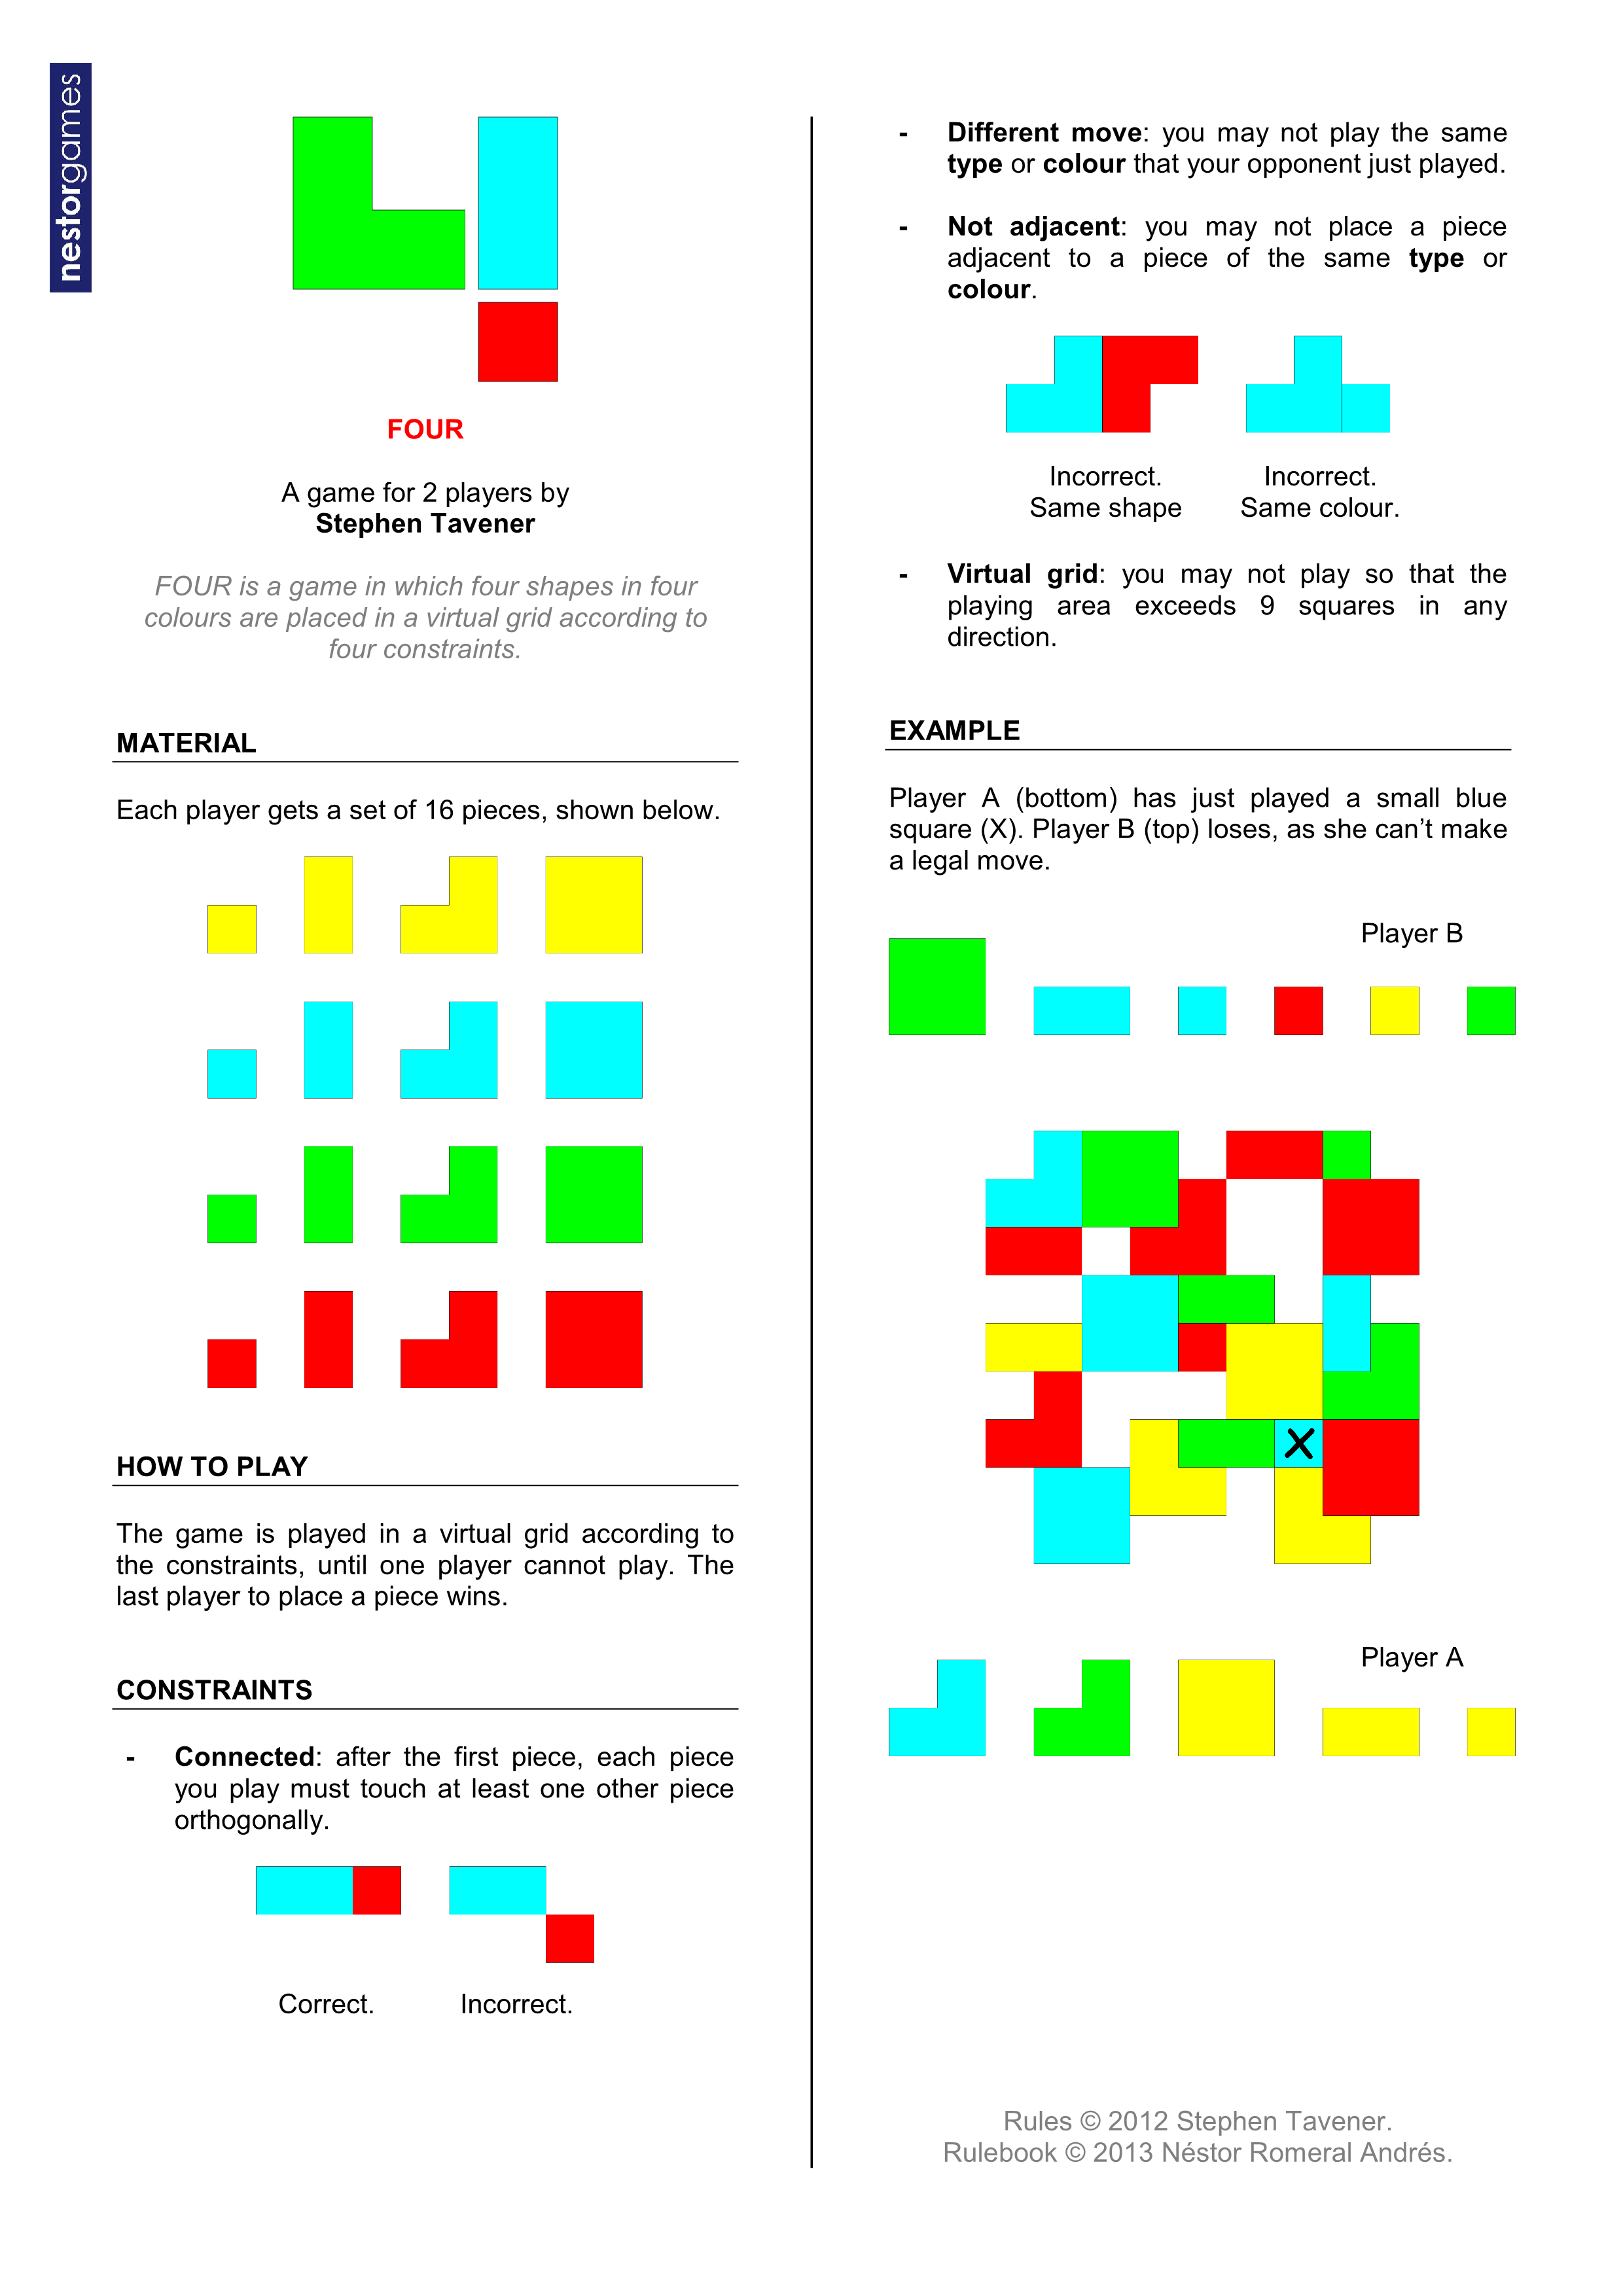 nestorgames
FOUR
A game for 2 players by
Stephen Tavener
FOUR is a game in which four shapes in four
colours are placed in a virtual grid according to
four constraints.
MATERIAL
Each player gets a set of 16 pieces, shown below.
HOW TO PLAY
The game is played in a virtual grid according to
the constraints, until one player cannot play. The
last player to place a piece wins.
CONSTRAINTS
- Connected: after the first piece, each piece
you play must touch at least one other piece
orthogonally.
Correct. Incorrect.
- Different move: you may not play the same
type or colour that your opponent just played.
- Not adjacent: you may not place a piece
adjacent to a piece of the same type or
colour.
Incorrect. Incorrect.
Same shape Same colour.
- Virtual grid: you may not play so that the
playing area exceeds 9 squares in any
direction.
EXAMPLE
Player A (bottom) has just played a small blue
square (X). Player B (top) loses, as she can't make
a legal move.
Player B
X
Player A
Rules © 2012 Stephen Tavener.
Rulebook © 2013 Néstor Romeral Andrés.